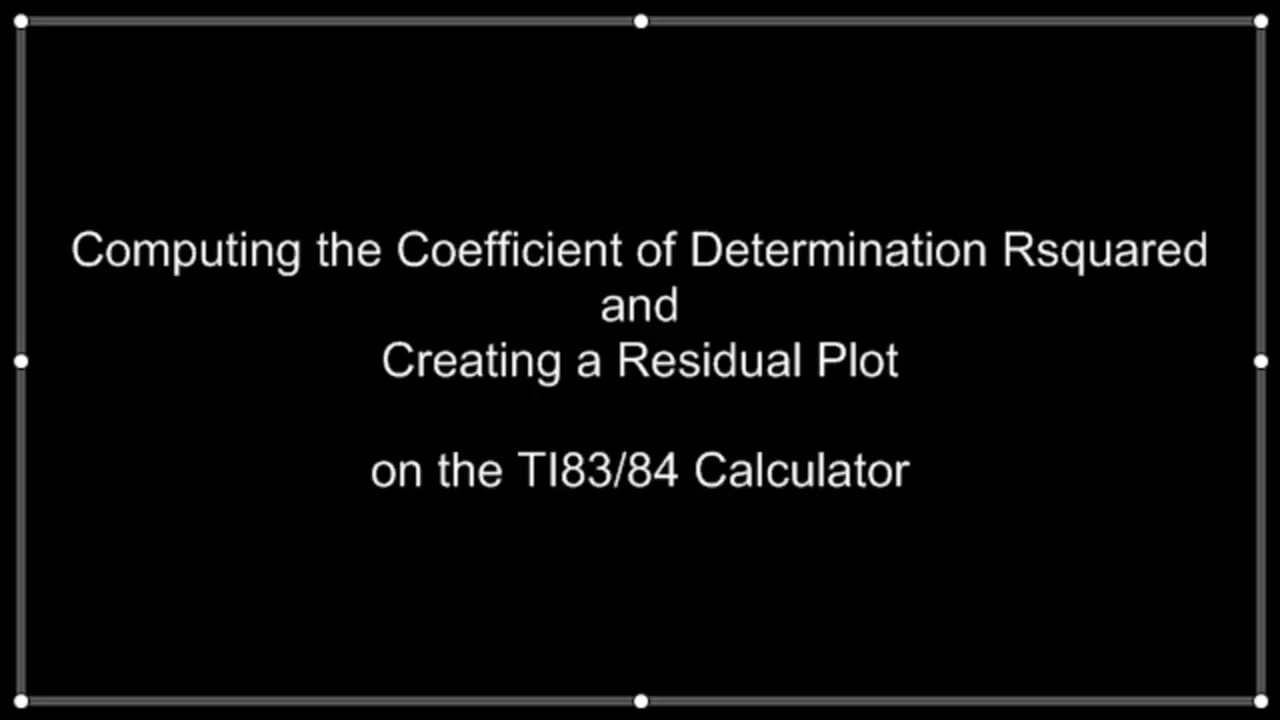 Computing the Coefficient of Determination Rsquared
and
Creating a Residual Plot
on the TI83/84 Calculator